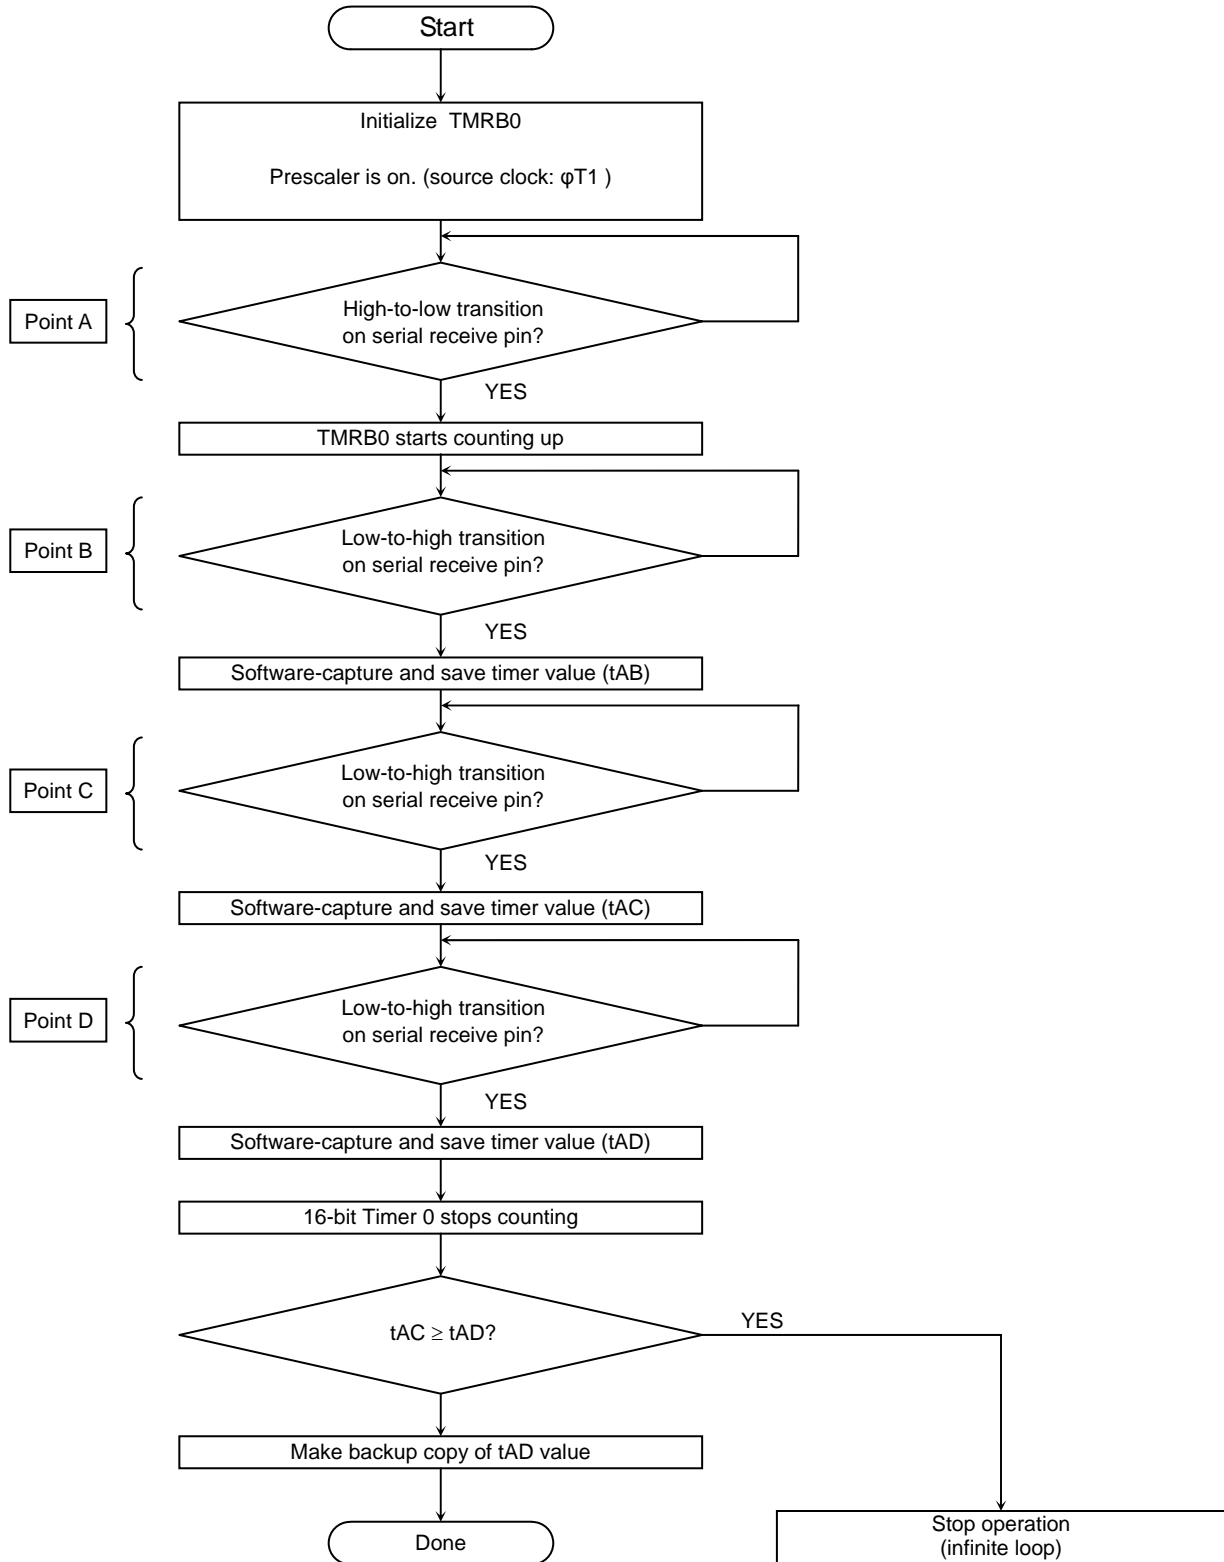 Start
Initialize TMRB0
Prescaler is on. (source clock: φT1 )
Point A
High-to-low transition
on serial receive pin?
YES
TMRB0 starts counting up
Point B
Low-to-high transition
on serial receive pin?
YES
Software-capture and save timer value (tAB)
Point C
Low-to-high transition
on serial receive pin?
YES
Software-capture and save timer value (tAC)
Point D
Low-to-high transition
on serial receive pin?
YES
Software-capture and save timer value (tAD)
16-bit Timer 0 stops counting
tAC ≥ tAD?
YES
Make backup copy of tAD value
Done
Stop operation
(infinite loop)